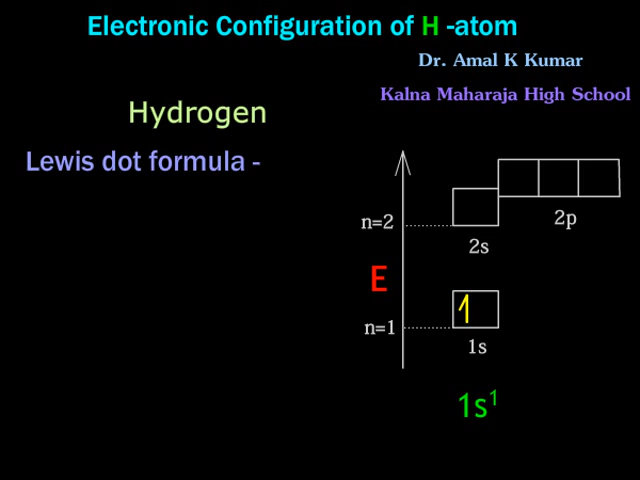 Electronic Configuration of H -atom
Dr. Amal K Kumar
Kalna Maharaja High School
Hydrogen
Lewis dot formula -
2p
n=2
2s
E
n=1
1s
1s¹